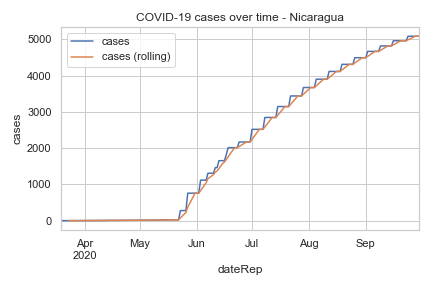 COVID-19 cases over time - Nicaragua
cases
cases (rolling)
5000
4000
3000
2000
1000
0
cases
Apr
2020
May
Jun
Jul
Aug
Sep
dateRep